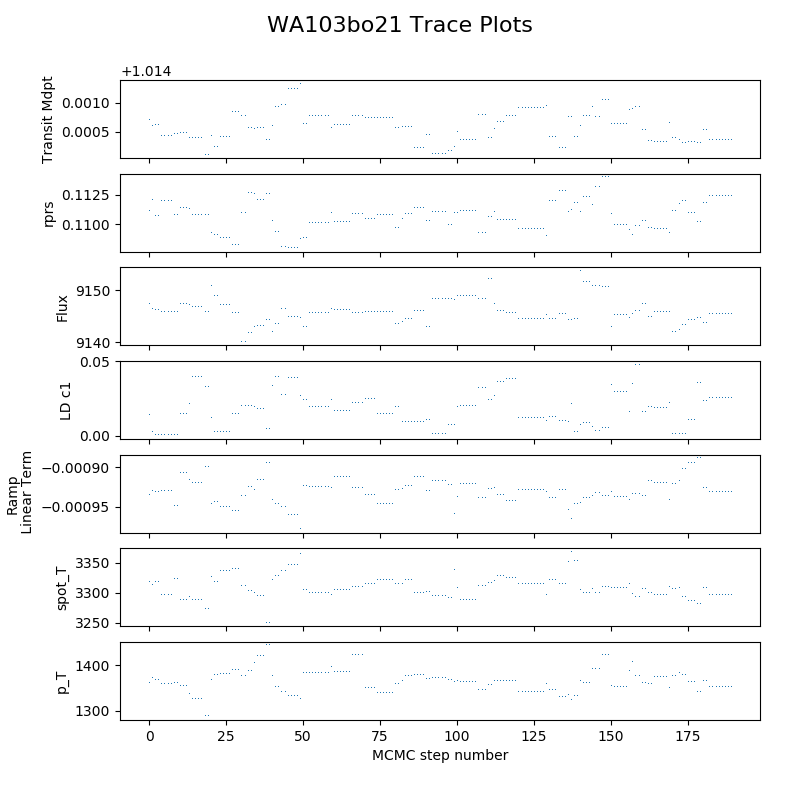 WA103bo21 Trace Plots
+1.014
Transit Mdpt
0.0010
0.0005
rprs
0.1125
0.1100
Flux
9150
9140
LD c1
0.05
0.00
Ramp
Linear Term
−0.00090
−0.00095
spot_T
3350
3300
3250
p_T
1400
1300
0 25 50 75 100 125 150 175
MCMC step number